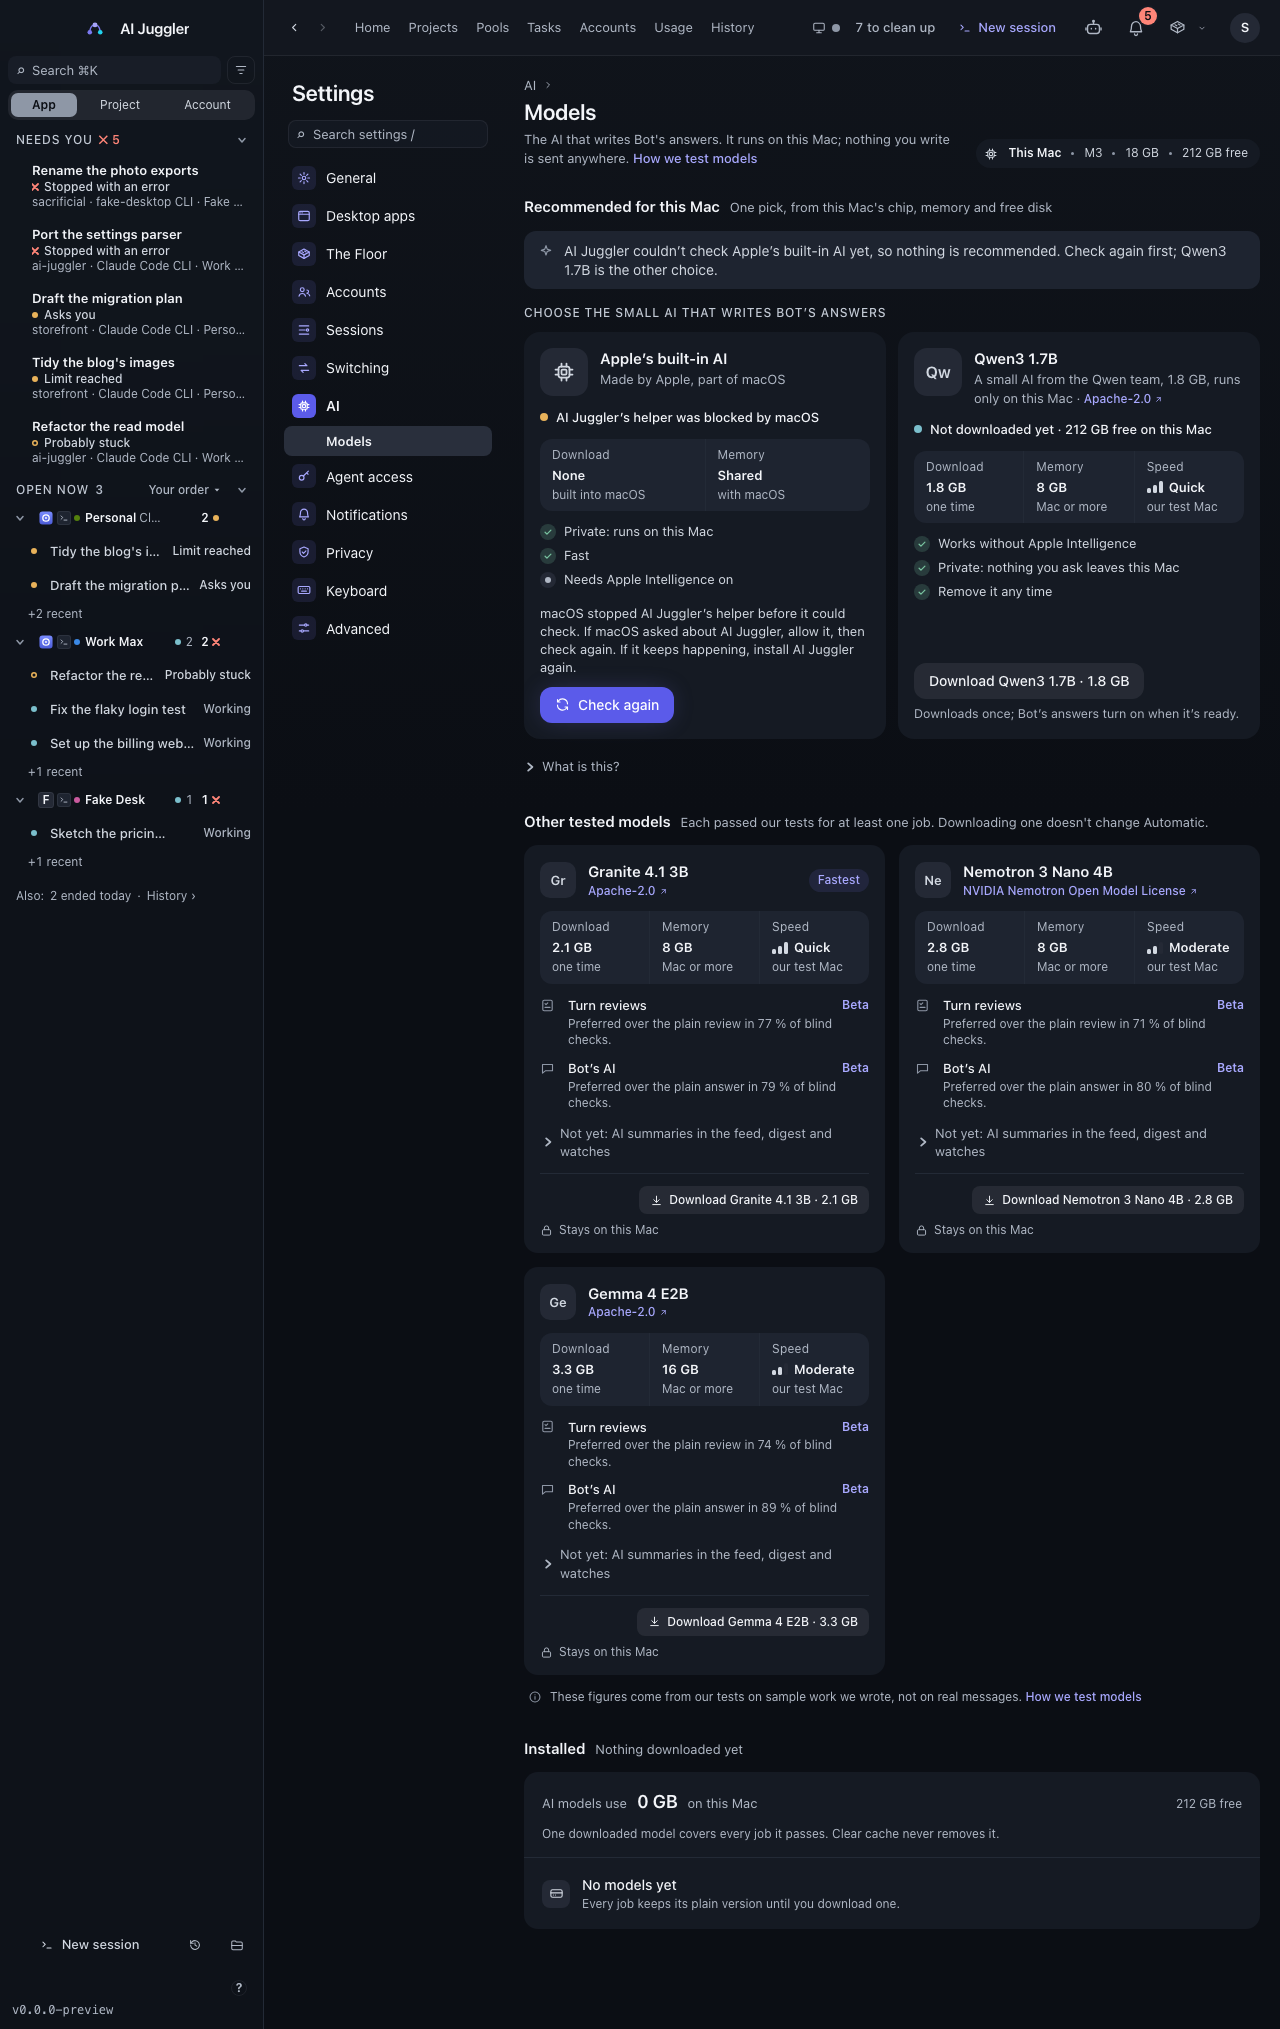 AI Juggler
Search ⌘K
App Project Account
NEEDS YOU 5
Rename the photo exports
Stopped with an error
sacrificial · fake-desktop CLI · Fake ...
Port the settings parser
Stopped with an error
ai-juggler · Claude Code CLI · Work ...
Draft the migration plan
Asks you
storefront · Claude Code CLI · Perso...
Tidy the blog's images
Limit reached
storefront · Claude Code CLI · Perso...
Refactor the read model
Probably stuck
ai-juggler · Claude Code CLI · Work ...
OPEN NOW 3 Your order
Personal Cl... 2
Tidy the blog's i... Limit reached
Draft the migration p... Asks you
+2 recent
Work Max 2 2
Refactor the re... Probably stuck
Fix the flaky login test Working
Set up the billing web... Working
+1 recent
F Fake Desk 1 1
Sketch the pricin... Working
+1 recent
Also: 2 ended today · History ›
New session
?
v0.0.0-preview
Home Projects Pools Tasks Accounts Usage History
7 to clean up
New session
5
S
Settings
Search settings /
General
Desktop apps
The Floor
Accounts
Sessions
Switching
AI
Models
Agent access
Notifications
Privacy
Keyboard
Advanced
AI ›
Models
The AI that writes Bot's answers. It runs on this Mac; nothing you write
is sent anywhere. How we test models
This Mac • M3 • 18 GB • 212 GB free
Recommended for this Mac One pick, from this Mac's chip, memory and free disk
AI Juggler couldn’t check Apple’s built-in AI yet, so nothing is recommended. Check again first; Qwen3
1.7B is the other choice.
CHOOSE THE SMALL AI THAT WRITES BOT’S ANSWERS
Apple’s built-in AI
Made by Apple, part of macOS
AI Juggler’s helper was blocked by macOS
Download Memory
None Shared
built into macOS with macOS
Private: runs on this Mac
Fast
Needs Apple Intelligence on
macOS stopped AI Juggler’s helper before it could
check. If macOS asked about AI Juggler, allow it, then
check again. If it keeps happening, install AI Juggler
again.
Check again
Qw
Qwen3 1.7B
A small AI from the Qwen team, 1.8 GB, runs
only on this Mac · Apache-2.0 ↗
Not downloaded yet · 212 GB free on this Mac
Download Memory Speed
1.8 GB 8 GB Quick
one time Mac or more our test Mac
Works without Apple Intelligence
Private: nothing you ask leaves this Mac
Remove it any time
Download Qwen3 1.7B · 1.8 GB
Downloads once; Bot’s answers turn on when it’s ready.
What is this?
Other tested models Each passed our tests for at least one job. Downloading one doesn't change Automatic.
Gr
Granite 4.1 3B
Apache-2.0 ↗
Fastest
Download Memory Speed
2.1 GB 8 GB Quick
one time Mac or more our test Mac
Turn reviews Beta
Preferred over the plain review in 77 % of blind
checks.
Bot’s AI Beta
Preferred over the plain answer in 79 % of blind
checks.
Not yet: AI summaries in the feed, digest and
watches
Download Granite 4.1 3B · 2.1 GB
Stays on this Mac
Ne
Nemotron 3 Nano 4B
NVIDIA Nemotron Open Model License ↗
Download Memory Speed
2.8 GB 8 GB Moderate
one time Mac or more our test Mac
Turn reviews Beta
Preferred over the plain review in 71 % of blind
checks.
Bot’s AI Beta
Preferred over the plain answer in 80 % of blind
checks.
Not yet: AI summaries in the feed, digest and
watches
Download Nemotron 3 Nano 4B · 2.8 GB
Stays on this Mac
Ge
Gemma 4 E2B
Apache-2.0 ↗
Download Memory Speed
3.3 GB 16 GB Moderate
one time Mac or more our test Mac
Turn reviews Beta
Preferred over the plain review in 74 % of blind
checks.
Bot’s AI Beta
Preferred over the plain answer in 89 % of blind
checks.
Not yet: AI summaries in the feed, digest and
watches
Download Gemma 4 E2B · 3.3 GB
Stays on this Mac
These figures come from our tests on sample work we wrote, not on real messages. How we test models
Installed Nothing downloaded yet
AI models use 0 GB on this Mac 212 GB free
One downloaded model covers every job it passes. Clear cache never removes it.
No models yet
Every job keeps its plain version until you download one.